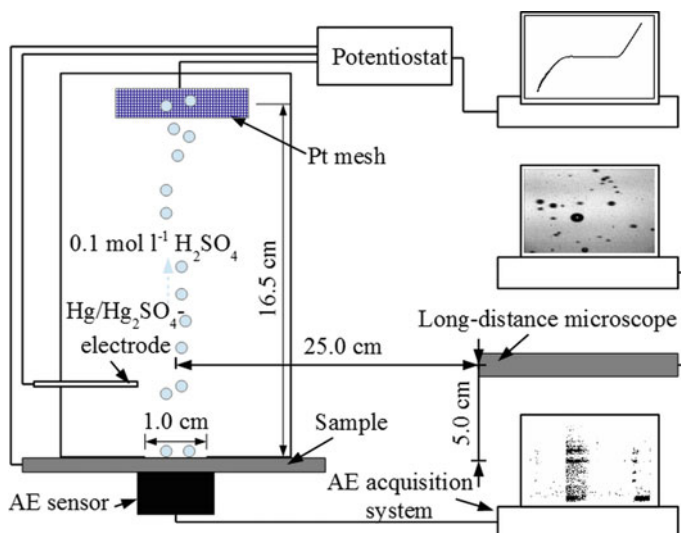 Potentiostat
Pt mesh
0.1 mol l⁻¹ H₂SO₄
16.5 cm
Hg/Hg₂SO₄-
electrode
Long-distance microscope
25.0 cm
5.0 cm
1.0 cm
Sample
AE sensor
AE acquisition
system